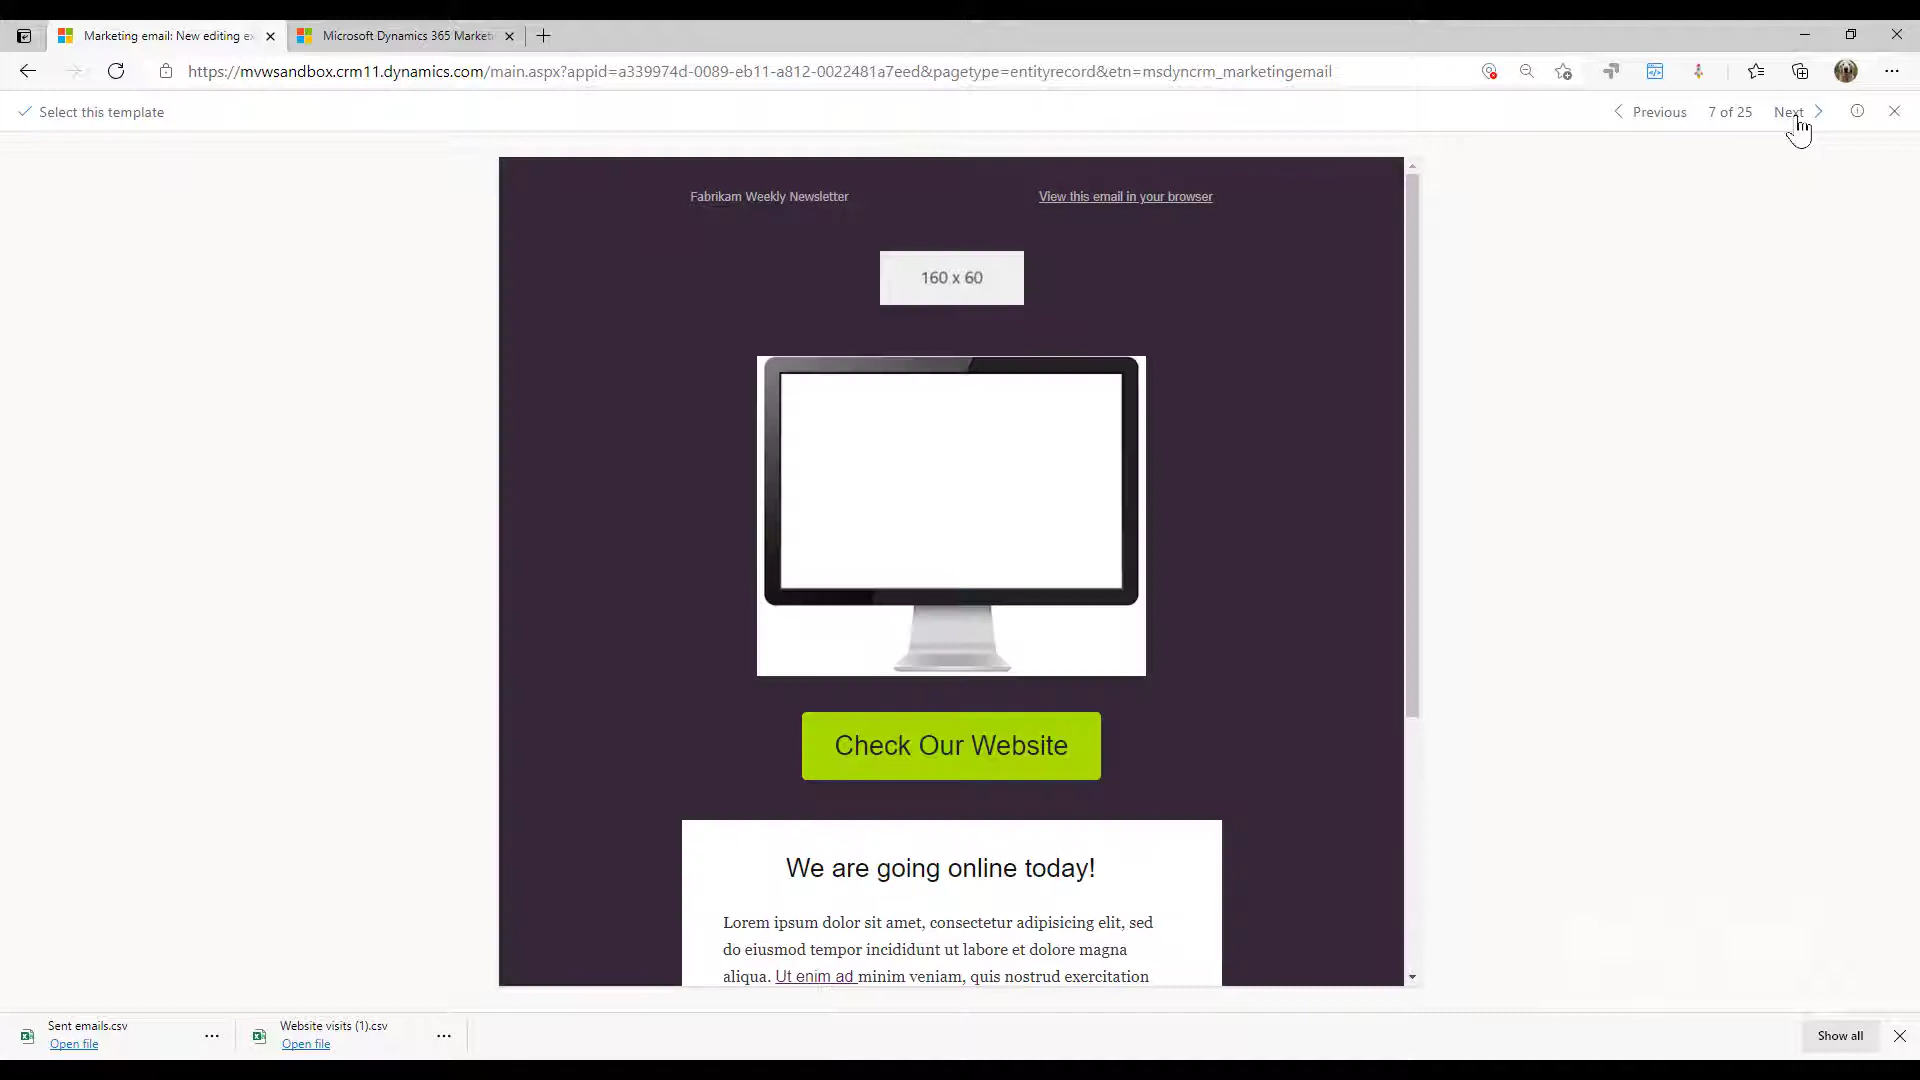 Marketing email: New editing ex
Microsoft Dynamics 365 Market
https://mvwsandbox.crm11.dynamics.com/main.aspx?appid=a339974d-0089-eb11-a812-0022481a7eed&pagetype=entityrecord&etn=msdyncrm_marketingemail
Select this template
Previous
7 of 25
Next
Fabrikam Weekly Newsletter
View this email in your browser
160 x 60
Check Our Website
We are going online today!
Lorem ipsum dolor sit amet, consectetur adipisicing elit, sed
do eiusmod tempor incididunt ut labore et dolore magna
aliqua. Ut enim ad minim veniam, quis nostrud exercitation
Sent emails.csv
Open file
Website visits (1).csv
Open file
Show all